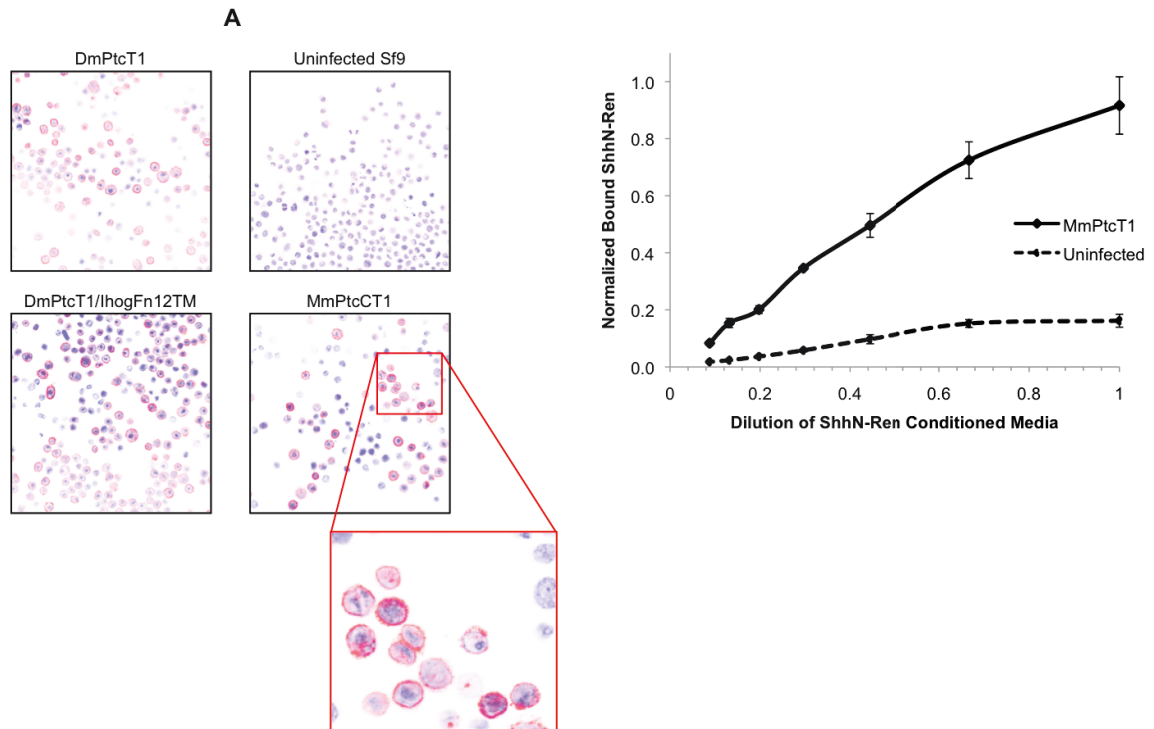 A
DmPtcT1
Uninfected Sf9
DmPtcT1/IhogFn12TM
MmPtcCT1
Normalized Bound ShhN-Ren
1.0
0.8
0.6
0.4
0.2
0.0
0
0.2
0.4
0.6
0.8
1
Dilution of ShhN-Ren Conditioned Media
MmPtcT1
Uninfected